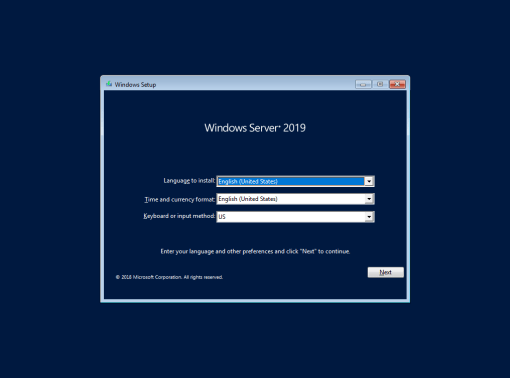 Windows Setup
Windows Server® 2019
Language to install: English (United States)
Time and currency format: English (United States)
Keyboard or input method: US
Enter your language and other preferences and click "Next" to continue.
© 2018 Microsoft Corporation. All rights reserved.
Next